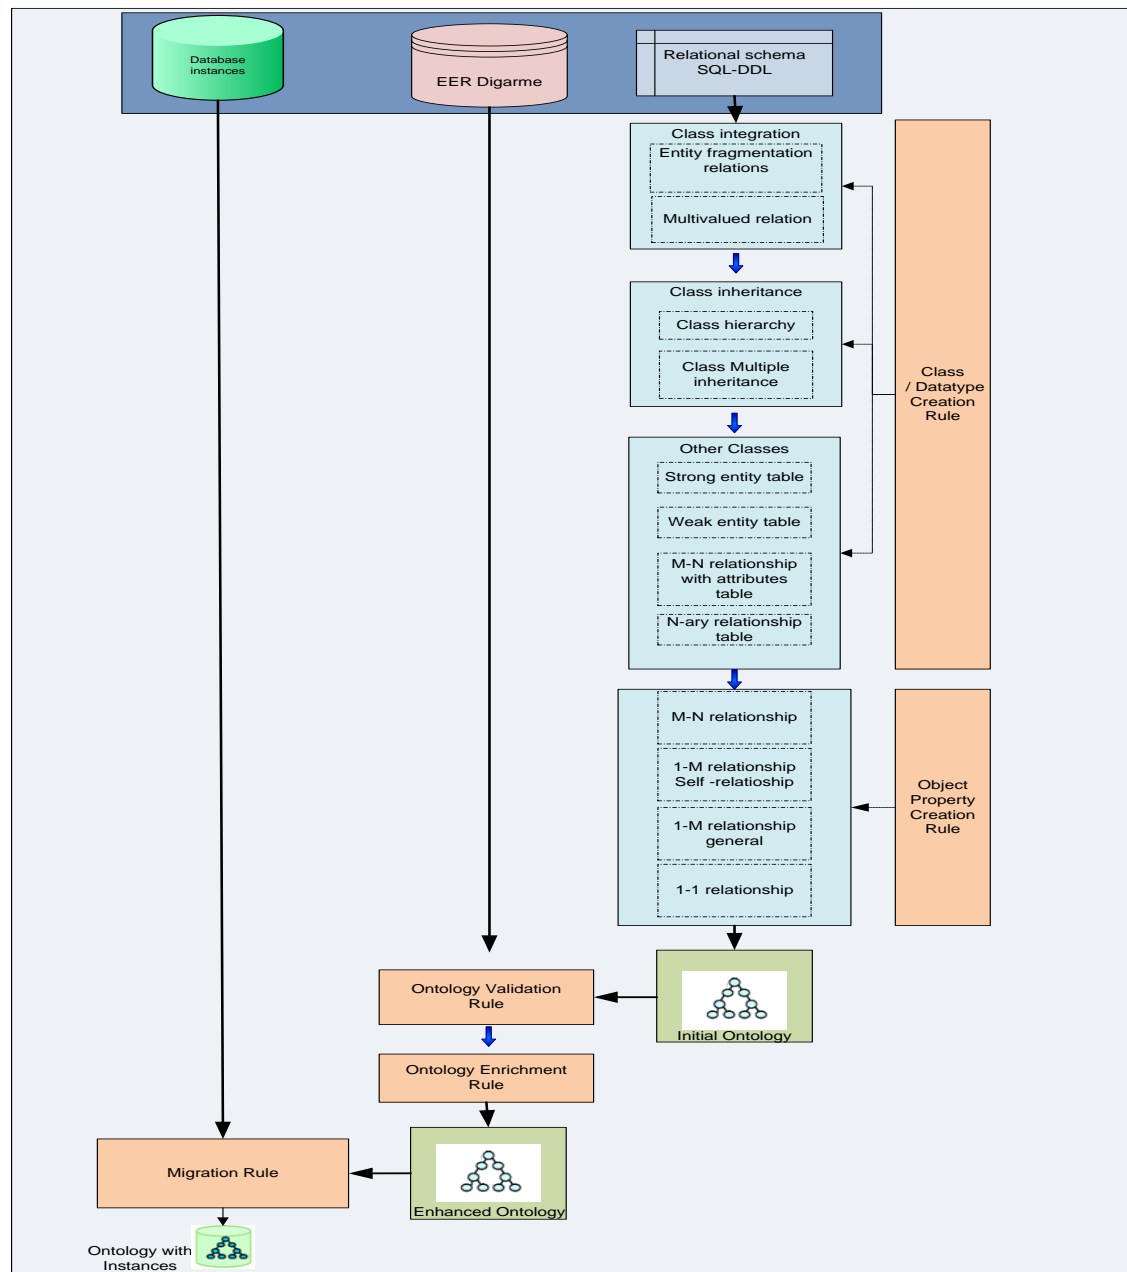 Database
instances
EER Digarme
Relational schema
SQL-DDL
Class integration
Entity fragmentation
relations
Multivalued relation
Class inheritance
Class hierarchy
Class Multiple
inheritance
Class
/ Datatype
Creation
Rule
Other Classes
Strong entity table
Weak entity table
M-N relationship
with attributes
table
N-ary relationship
table
M-N relationship
1-M relationship
Self -relatioship
1-M relationship
general
1-1 relationship
Object
Property
Creation
Rule
Ontology Validation
Rule
Initial Ontology
Ontology Enrichment
Rule
Migration Rule
Enhanced Ontology
Ontology with
Instances